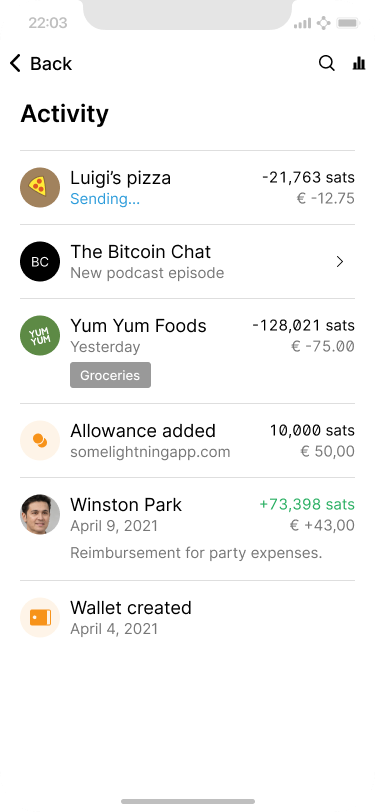 22:03
Back
Activity
Luigi’s pizza
-21,763 sats
Sending...
€ -12.75
BC
The Bitcoin Chat
New podcast episode
YUM
YUM
Yum Yum Foods
-128,021 sats
Yesterday
€ -75.00
Groceries
Allowance added
10,000 sats
somelightningapp.com
€ 50,00
Winston Park
+73,398 sats
April 9, 2021
€ +43,00
Reimbursement for party expenses.
Wallet created
April 4, 2021